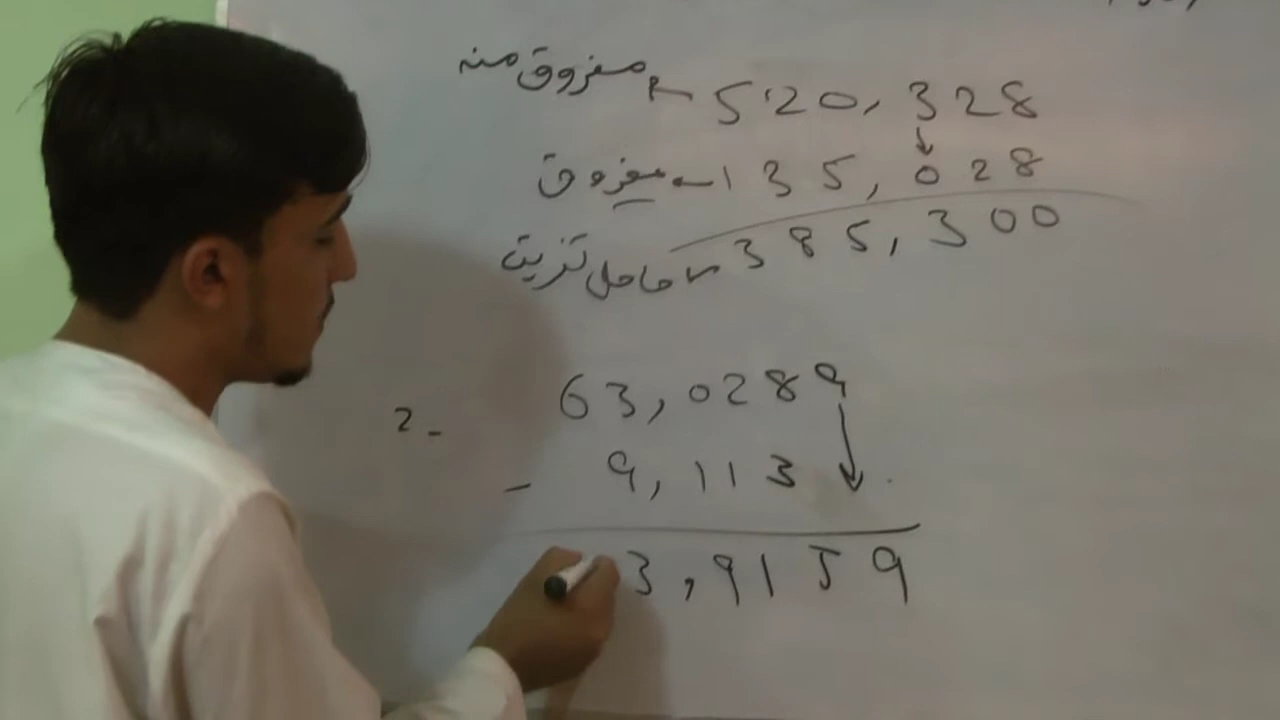 مفروق منه ← 520,328
مفروق ← 135,028
حاصل تفریق ← 385,300
2- 63,0289
- 9,113
3,9159